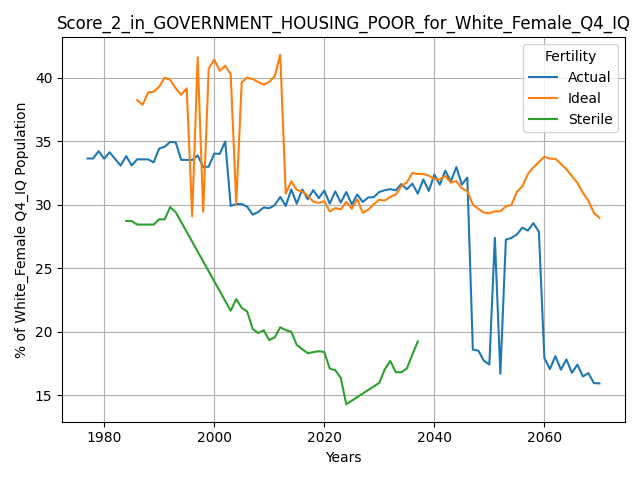 Score_2_in_GOVERNMENT_HOUSING_POOR_for_White_Female_Q4_IQ
Fertility
Actual
Ideal
Sterile
% of White_Female Q4_IQ Population
40
35
30
25
20
15
1980
2000
2020
2040
2060
Years